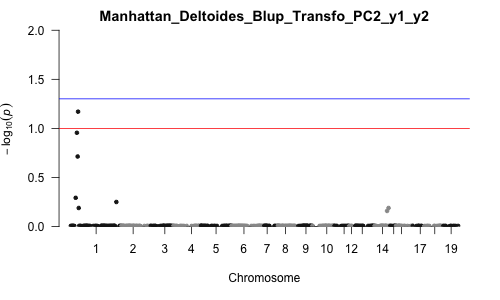 Manhattan_Deltoides_Blup_Transfo_PC2_y1_y2
2.0
1.5
1.0
0.5
0.0
− log10(p)
1 2 3 4 5 6 7 8 9 10 12 14 17 19
Chromosome